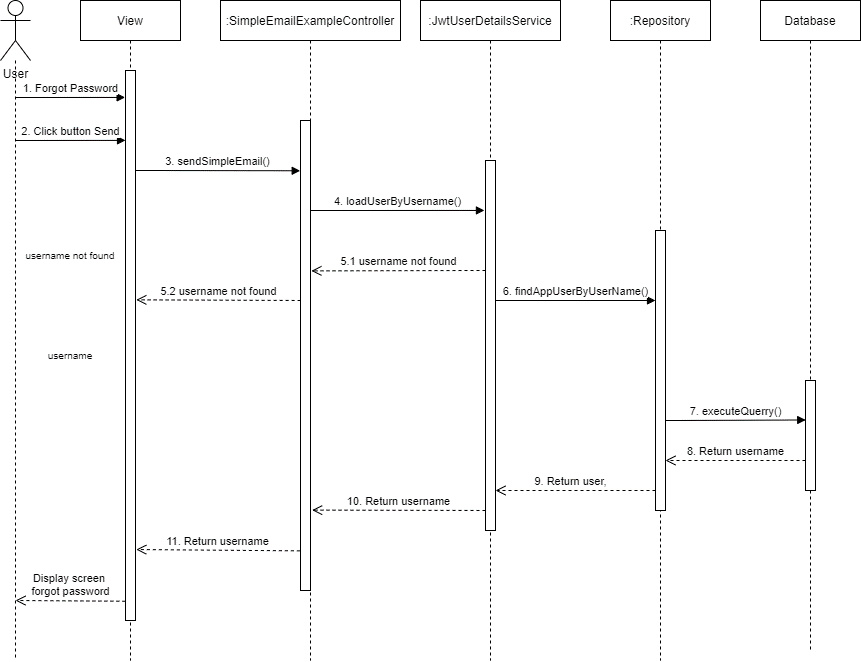 View
:SimpleEmailExampleController
:JwtUserDetailsService
:Repository
Database
User
1. Forgot Password
2. Click button Send
3. sendSimpleEmail()
4. loadUserByUsername()
username not found
5.1 username not found
5.2 username not found
6. findAppUserByUserName()
username
7. executeQuerry()
8. Return username
9. Return user,
10. Return username
11. Return username
Display screen
forgot password